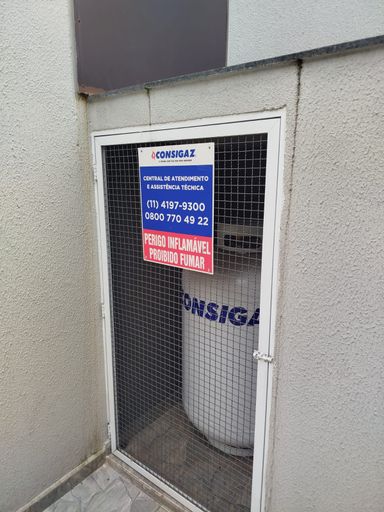 CONSIGAZ
CENTRAL DE ATENDIMENTO
E ASSISTÊNCIA TÉCNICA
(11) 4197-9300
0800 770 49 22
PERIGO INFLAMÁVEL
PROIBIDO FUMAR
CONSIGA